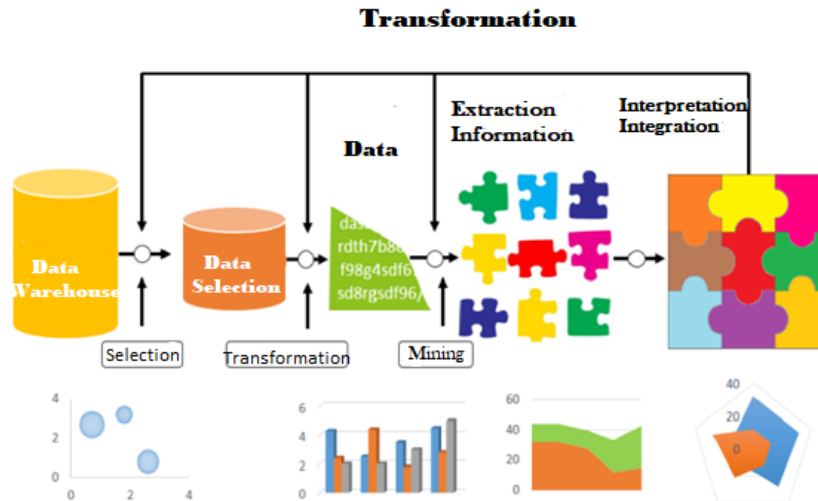 Transformation
Extraction
Information
Interpretation
Integration
Data
Data
Warehouse
Data
Selection
rdth7b8
f98g4sdf6
sd8rgsdf96/
Selection
Transformation
Mining
4
2
0
0
2
4
6
4
2
0
60
40
20
0
40
20
0